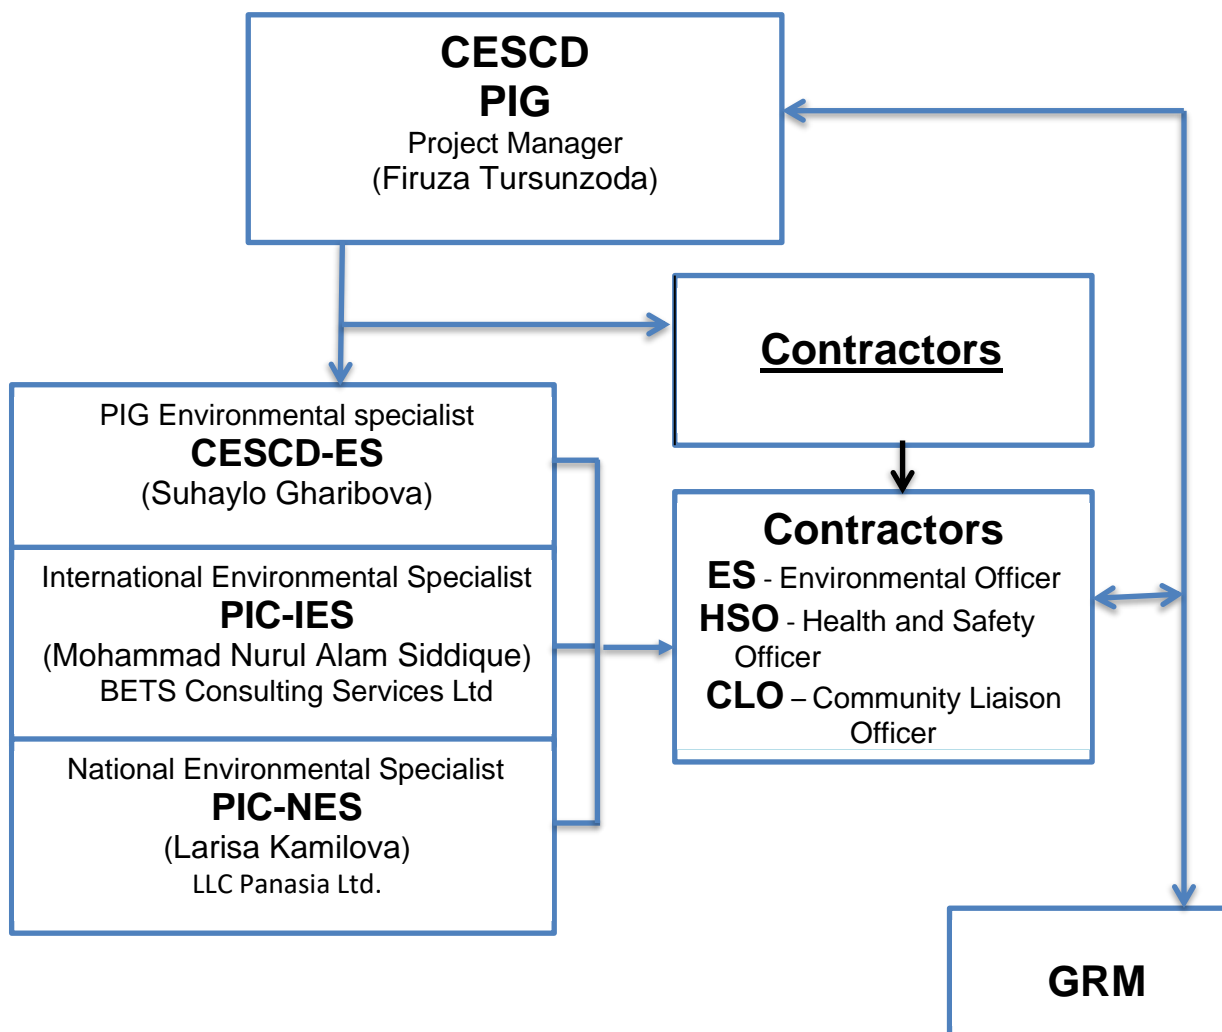 CESCD
PIG
Project Manager
(Firuza Tursunzoda)
Contractors
PIG Environmental specialist
CESCD-ES
(Suhaylo Gharibova)
International Environmental Specialist
PIC-IES
(Mohammad Nurul Alam Siddique)
BETS Consulting Services Ltd
National Environmental Specialist
PIC-NES
(Larisa Kamilova)
LLC Panasia Ltd.
Contractors
ES - Environmental Officer
HSO - Health and Safety
Officer
CLO – Community Liaison
Officer
GRM